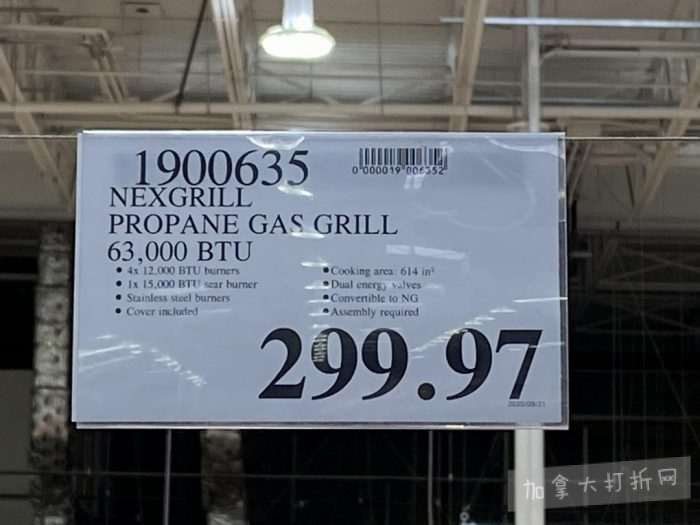 1900635
0"000019"006352
NEXGRILL
PROPANE GAS GRILL
63,000 BTU
• 4x 12,000 BTU burners
• 1x 15,000 BTU sear burner
• Stainless steel burners
• Cover included
• Cooking area: 614 in²
• Dual energy valves
• Convertible to NG
• Assembly required
299.97
加拿大打折网